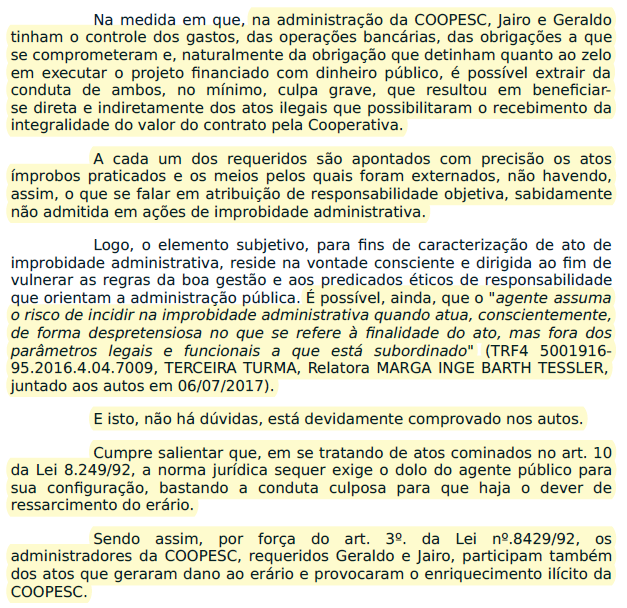 Na medida em que, na administração da COOPESC, Jairo e Geraldo
tinham o controle dos gastos, das operações bancárias, das obrigações a que
se comprometeram e, naturalmente da obrigação que detinham quanto ao zelo
em executar o projeto financiado com dinheiro público, é possível extrair da
conduta de ambos, no mínimo, culpa grave, que resultou em beneficiar-
se direta e indiretamente dos atos ilegais que possibilitaram o recebimento da
integralidade do valor do contrato pela Cooperativa.
A cada um dos requeridos são apontados com precisão os atos
ímprobos praticados e os meios pelos quais foram externados, não havendo,
assim, o que se falar em atribuição de responsabilidade objetiva, sabidamente
não admitida em ações de improbidade administrativa.
Logo, o elemento subjetivo, para fins de caracterização de ato de
improbidade administrativa, reside na vontade consciente e dirigida ao fim de
vulnerar as regras da boa gestão e aos predicados éticos de responsabilidade
que orientam a administração pública. É possível, ainda, que o "agente assuma
o risco de incidir na improbidade administrativa quando atua, conscientemente,
de forma despretensiosa no que se refere à finalidade do ato, mas fora dos
parâmetros legais e funcionais a que está subordinado" (TRF4 5001916-
95.2016.4.04.7009, TERCEIRA TURMA, Relatora MARGA INGE BARTH TESSLER,
juntado aos autos em 06/07/2017).
E isto, não há dúvidas, está devidamente comprovado nos autos.
Cumpre salientar que, em se tratando de atos cominados no art. 10
da Lei 8.249/92, a norma jurídica sequer exige o dolo do agente público para
sua configuração, bastando a conduta culposa para que haja o dever de
ressarcimento do erário.
Sendo assim, por força do art. 3º. da Lei nº.8429/92, os
administradores da COOPESC, requeridos Geraldo e Jairo, participam também
dos atos que geraram dano ao erário e provocaram o enriquecimento ilícito da
COOPESC.